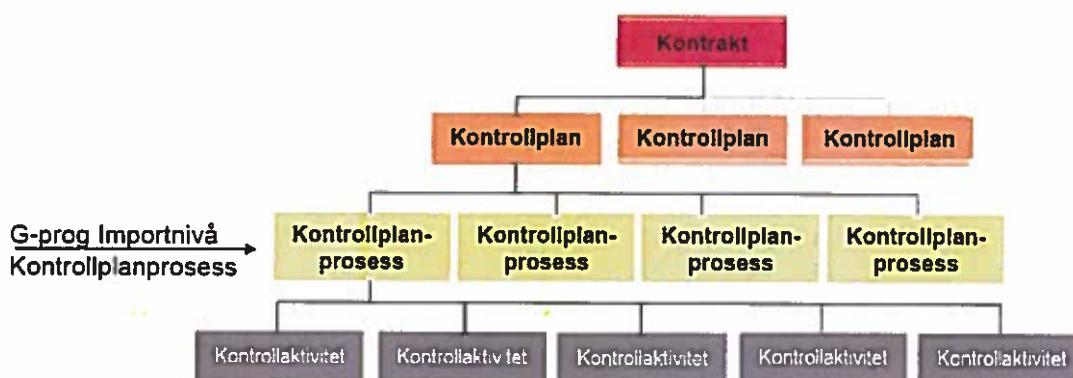 Kontrakt
Kontrollplan
Kontrollplan
Kontrollplan
G-prog Importnivå
Kontrollplanprosess
Kontrollplan-
prosess
Kontrollplan-
prosess
Kontrollplan-
prosess
Kontrollplan-
prosess
Kontrollaktivitet
Kontrollaktivitet
Kontrollaktivitet
Kontrollaktivitet
Kontrollaktivitet